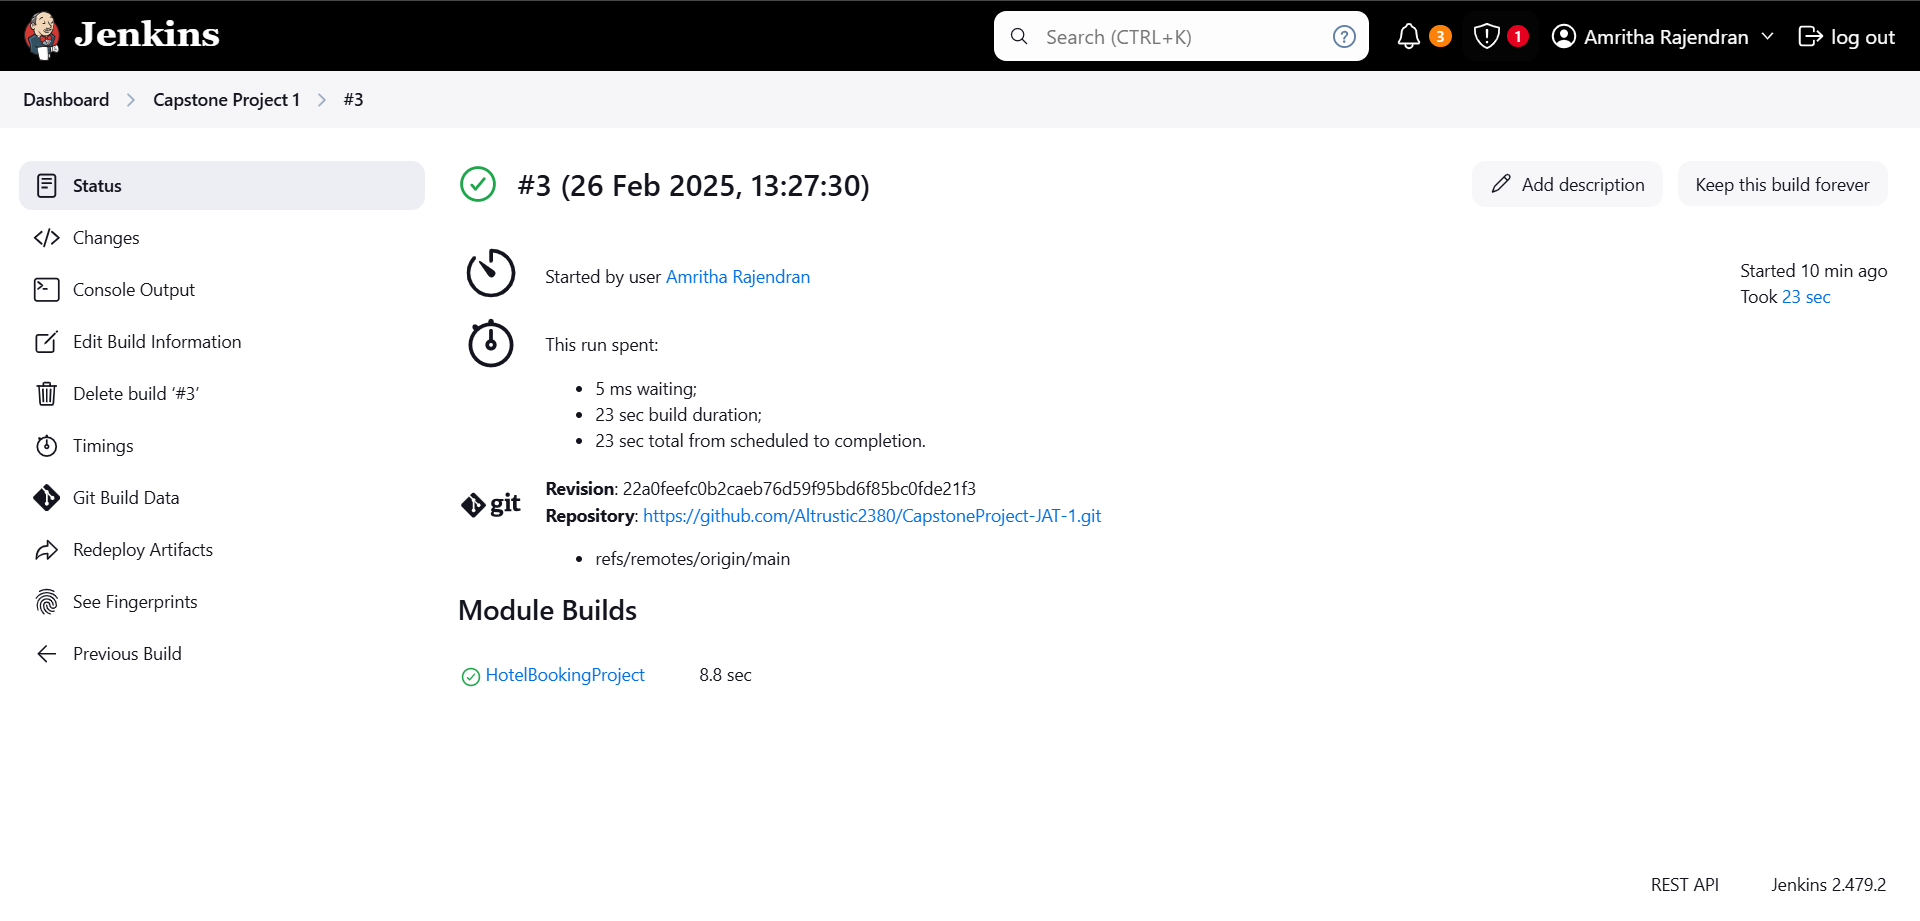 Jenkins
Search (CTRL+K)
?
3
1
Amritha Rajendran
log out
Dashboard
Capstone Project 1
#3
Status
Changes
Console Output
Edit Build Information
Delete build ‘#3’
Timings
Git Build Data
Redeploy Artifacts
See Fingerprints
Previous Build
#3 (26 Feb 2025, 13:27:30)
Add description
Keep this build forever
Started by user Amritha Rajendran
Started 10 min ago
Took 23 sec
This run spent:
• 5 ms waiting;
• 23 sec build duration;
• 23 sec total from scheduled to completion.
git
Revision: 22a0feefc0b2caeb76d59f95bd6f85bc0fde21f3
Repository: https://github.com/Altrustic2380/CapstoneProject-JAT-1.git
• refs/remotes/origin/main
Module Builds
HotelBookingProject 8.8 sec
REST API
Jenkins 2.479.2